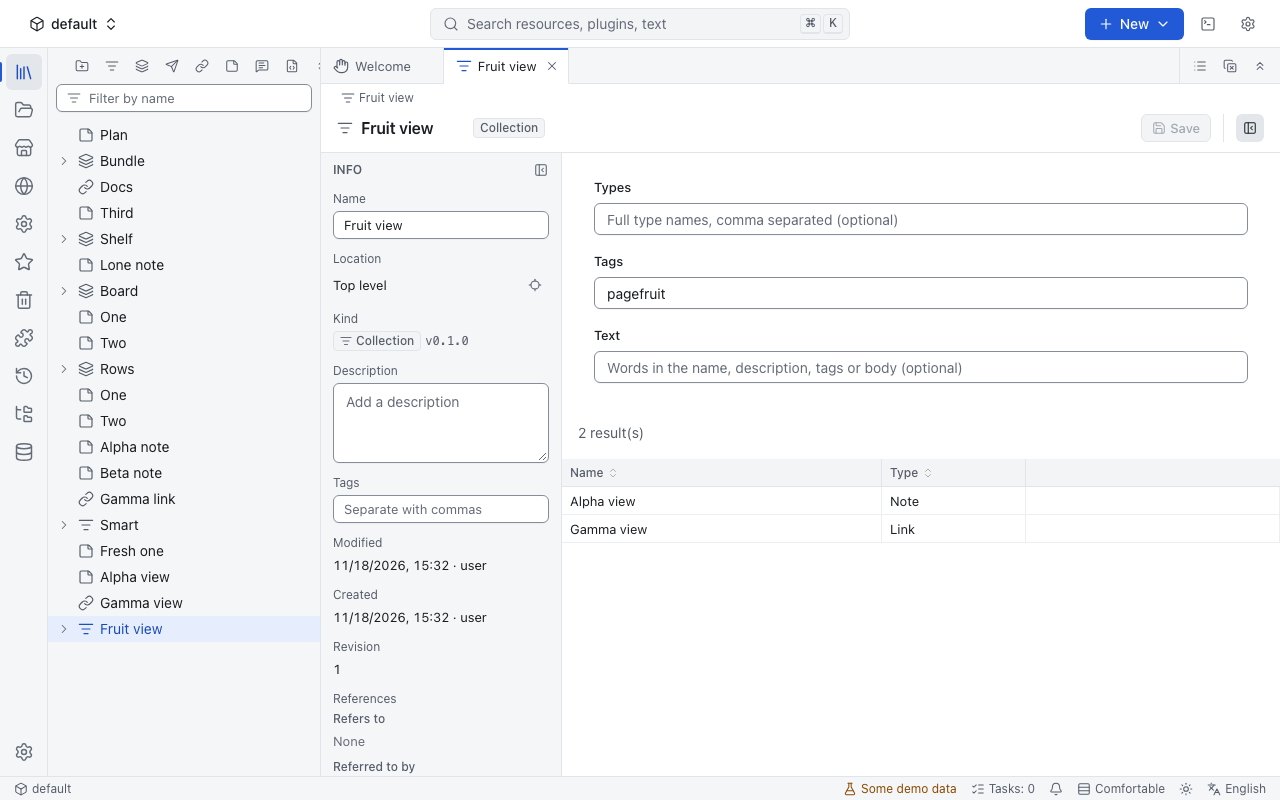 default
Search resources, plugins, text
⌘ K
New
Filter by name
Plan
Bundle
Docs
Third
Shelf
Lone note
Board
One
Two
Rows
One
Two
Alpha note
Beta note
Gamma link
Smart
Fresh one
Alpha view
Gamma view
Fruit view
Welcome
Fruit view
Fruit view
Fruit view
Collection
Save
INFO
Name
Fruit view
Location
Top level
Kind
Collection v0.1.0
Description
Add a description
Tags
Separate with commas
Modified
11/18/2026, 15:32 · user
Created
11/18/2026, 15:32 · user
Revision
1
References
Refers to
None
Referred to by
Types
Full type names, comma separated (optional)
Tags
pagefruit
Text
Words in the name, description, tags or body (optional)
2 result(s)
Name Type
Alpha view Note
Gamma view Link
default
Some demo data
Tasks: 0
Comfortable
English